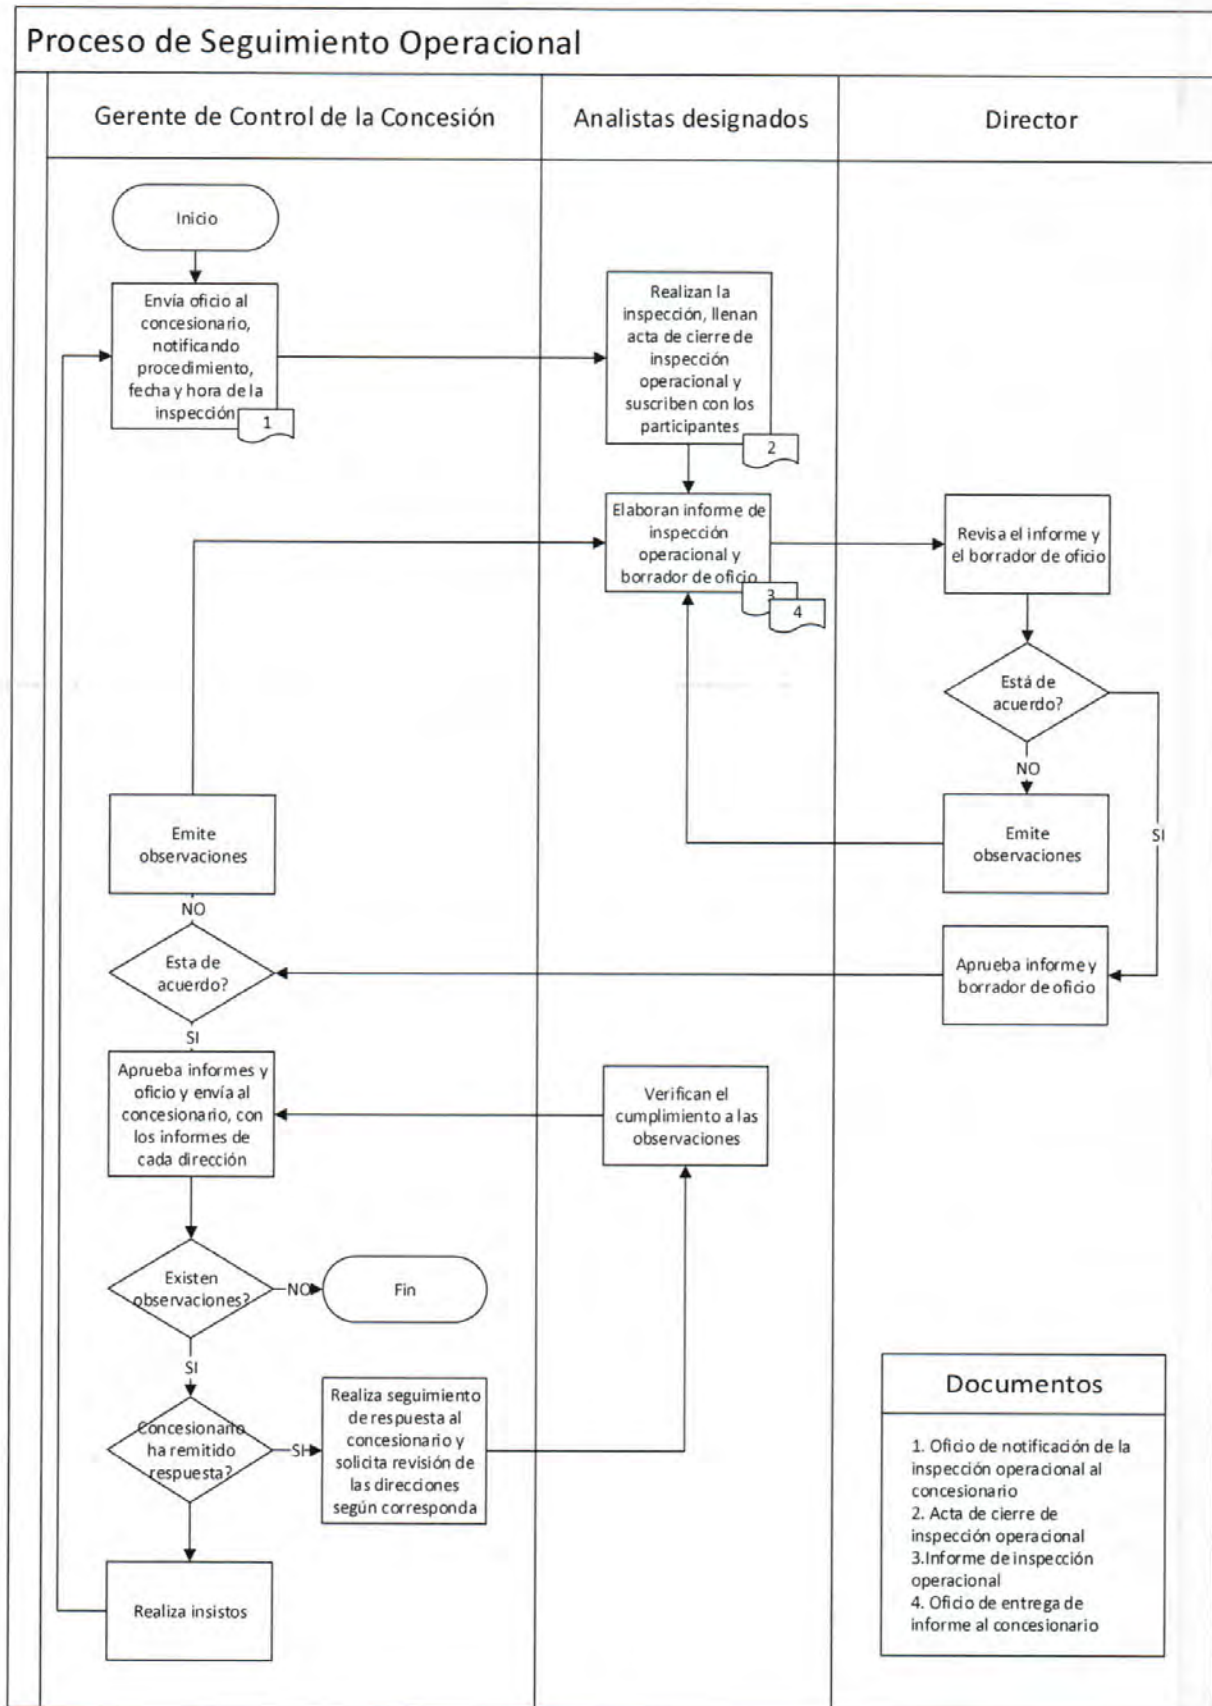 Proceso de Seguimiento Operacional
Gerente de Control de la Concesión
Analistas designados
Director
Inicio
Envía oficio al
concesionario,
notificando
procedimiento,
fecha y hora de la
inspección
1
Realizan la
inspección, llenan
acta de cierre de
inspección
operacional y
suscriben con los
participantes
2
Elaboran informe de
inspección
operacional y
borrador de oficio
3
4
Revisa el informe y
el borrador de oficio
Está de
acuerdo?
NO
SI
Emite
observaciones
Emite
observaciones
NO
Esta de
acuerdo?
SI
Aprueba informe y
borrador de oficio
Aprueba informes y
oficio y envía al
concesionario, con
los informes de
cada dirección
Verifican el
cumplimiento a las
observaciones
Existen
observaciones?
NO
Fin
SI
Concesionario
ha remitido
respuesta?
SI
Realiza seguimiento
de respuesta al
concesionario y
solicita revisión de
las direcciones
según corresponda
Realiza insistos
Documentos
1. Oficio de notificación de la
inspección operacional al
concesionario
2. Acta de cierre de
inspección operacional
3.Informe de inspección
operacional
4. Oficio de entrega de
informe al concesionario